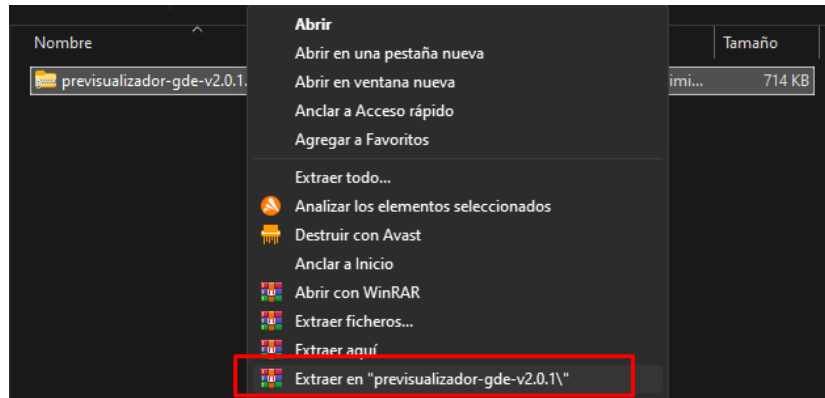 Nombre
Tamaño
previsualizador-gde-v2.0.1.
imi...
714 KB
Abrir
Abrir en una pestaña nueva
Abrir en ventana nueva
Anclar a Acceso rápido
Agregar a Favoritos
Extraer todo...
Analizar los elementos seleccionados
Destruir con Avast
Anclar a Inicio
Abrir con WinRAR
Extraer ficheros...
Extraer aquí
Extraer en "previsualizador-gde-v2.0.1\"